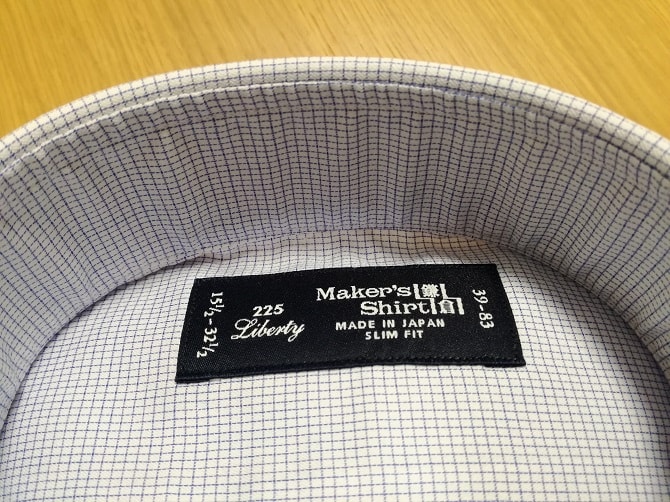 15½-32½
225
Liberty
Maker's 鎌
Shirt 倉
MADE IN JAPAN
SLIM FIT
39-83